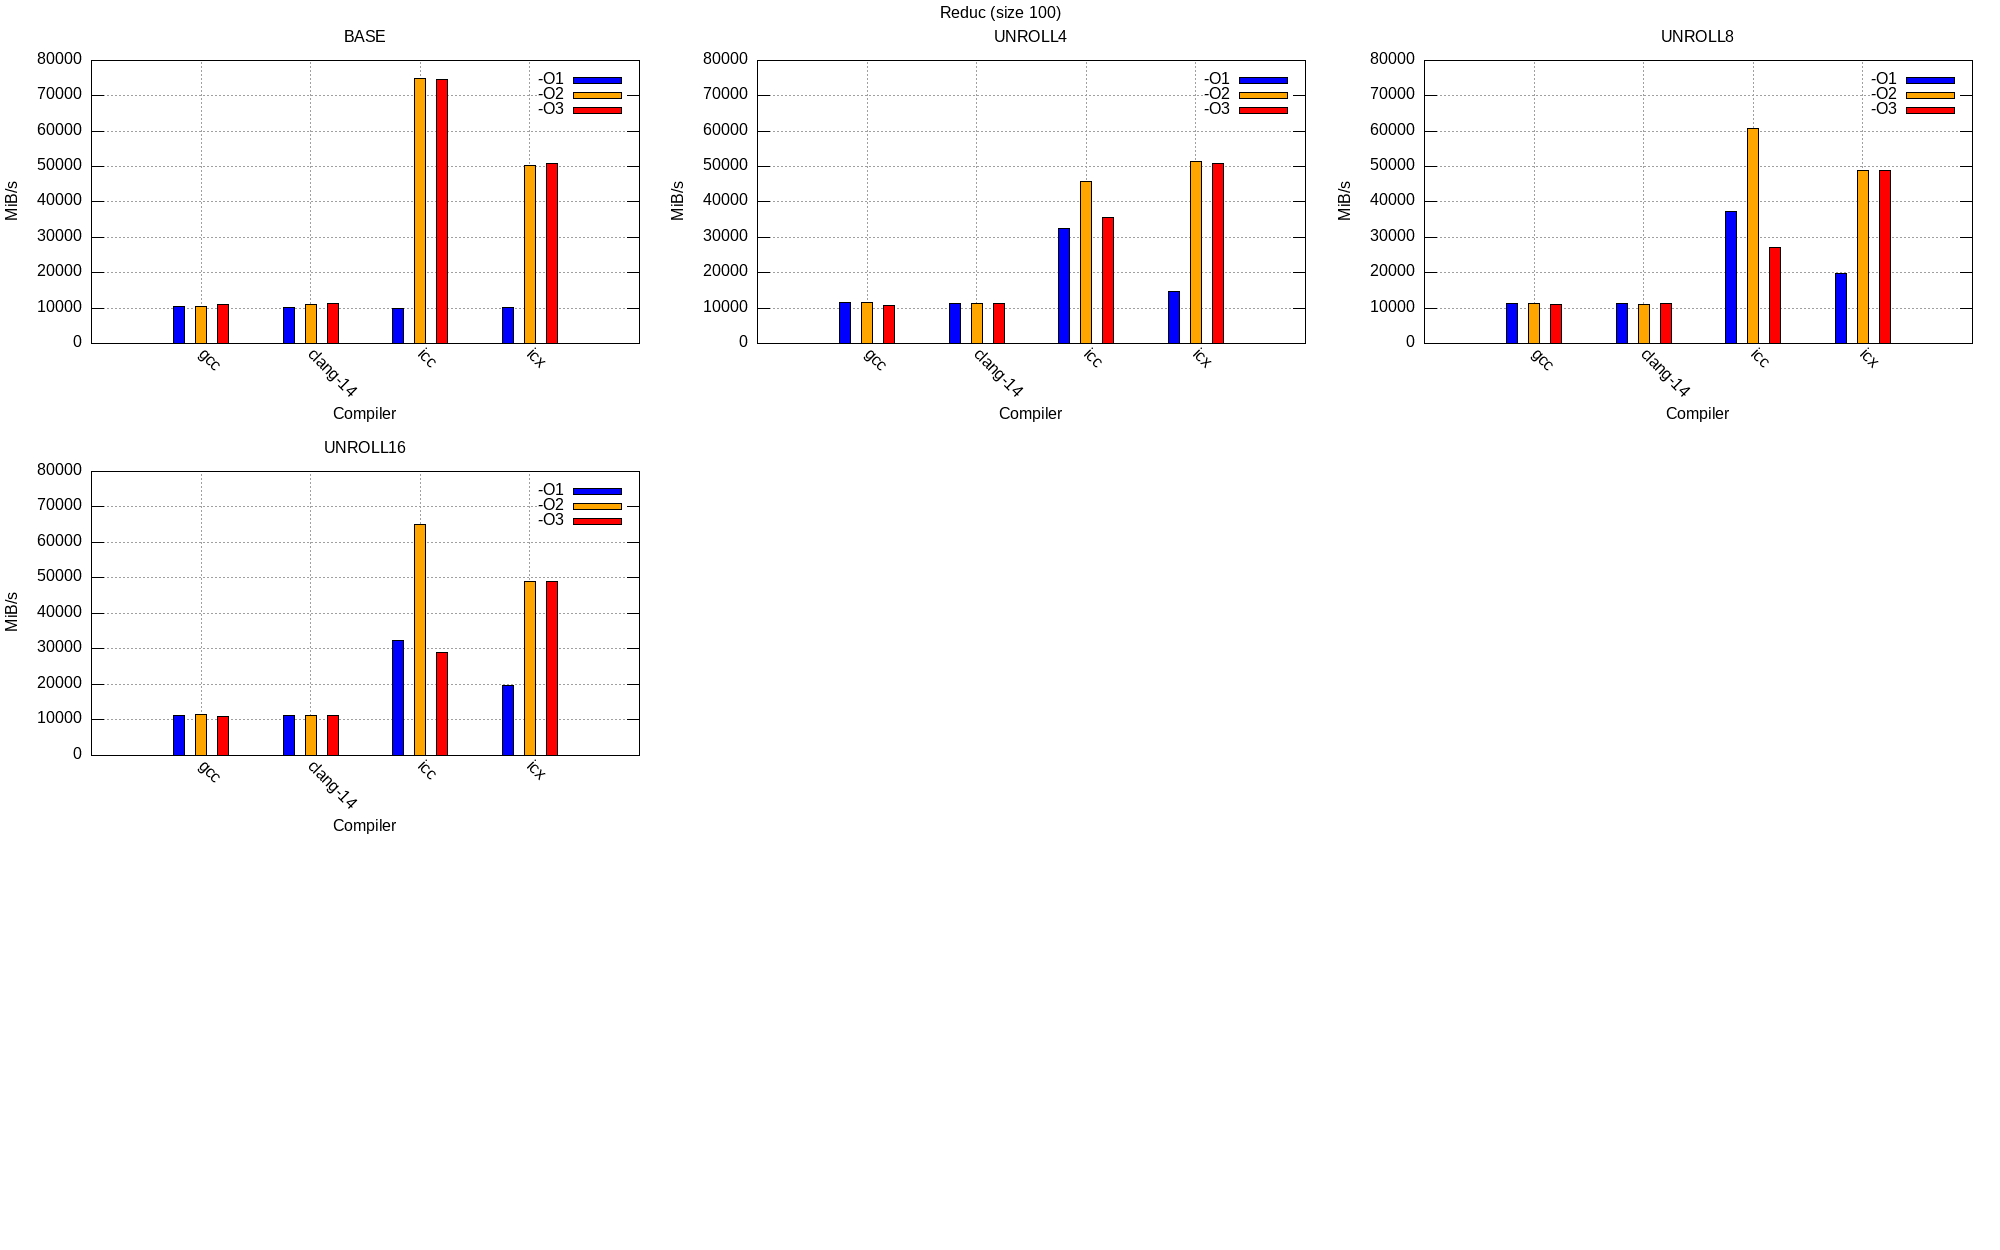 Reduc (size 100)
BASE
80000
70000
60000
50000
40000
30000
20000
10000
0
MiB/s
-O1
-O2
-O3
gcc
clang-14
icc
icx
Compiler
UNROLL4
80000
70000
60000
50000
40000
30000
20000
10000
0
MiB/s
-O1
-O2
-O3
gcc
clang-14
icc
icx
Compiler
UNROLL8
80000
70000
60000
50000
40000
30000
20000
10000
0
MiB/s
-O1
-O2
-O3
gcc
clang-14
icc
icx
Compiler
UNROLL16
80000
70000
60000
50000
40000
30000
20000
10000
0
MiB/s
-O1
-O2
-O3
gcc
clang-14
icc
icx
Compiler